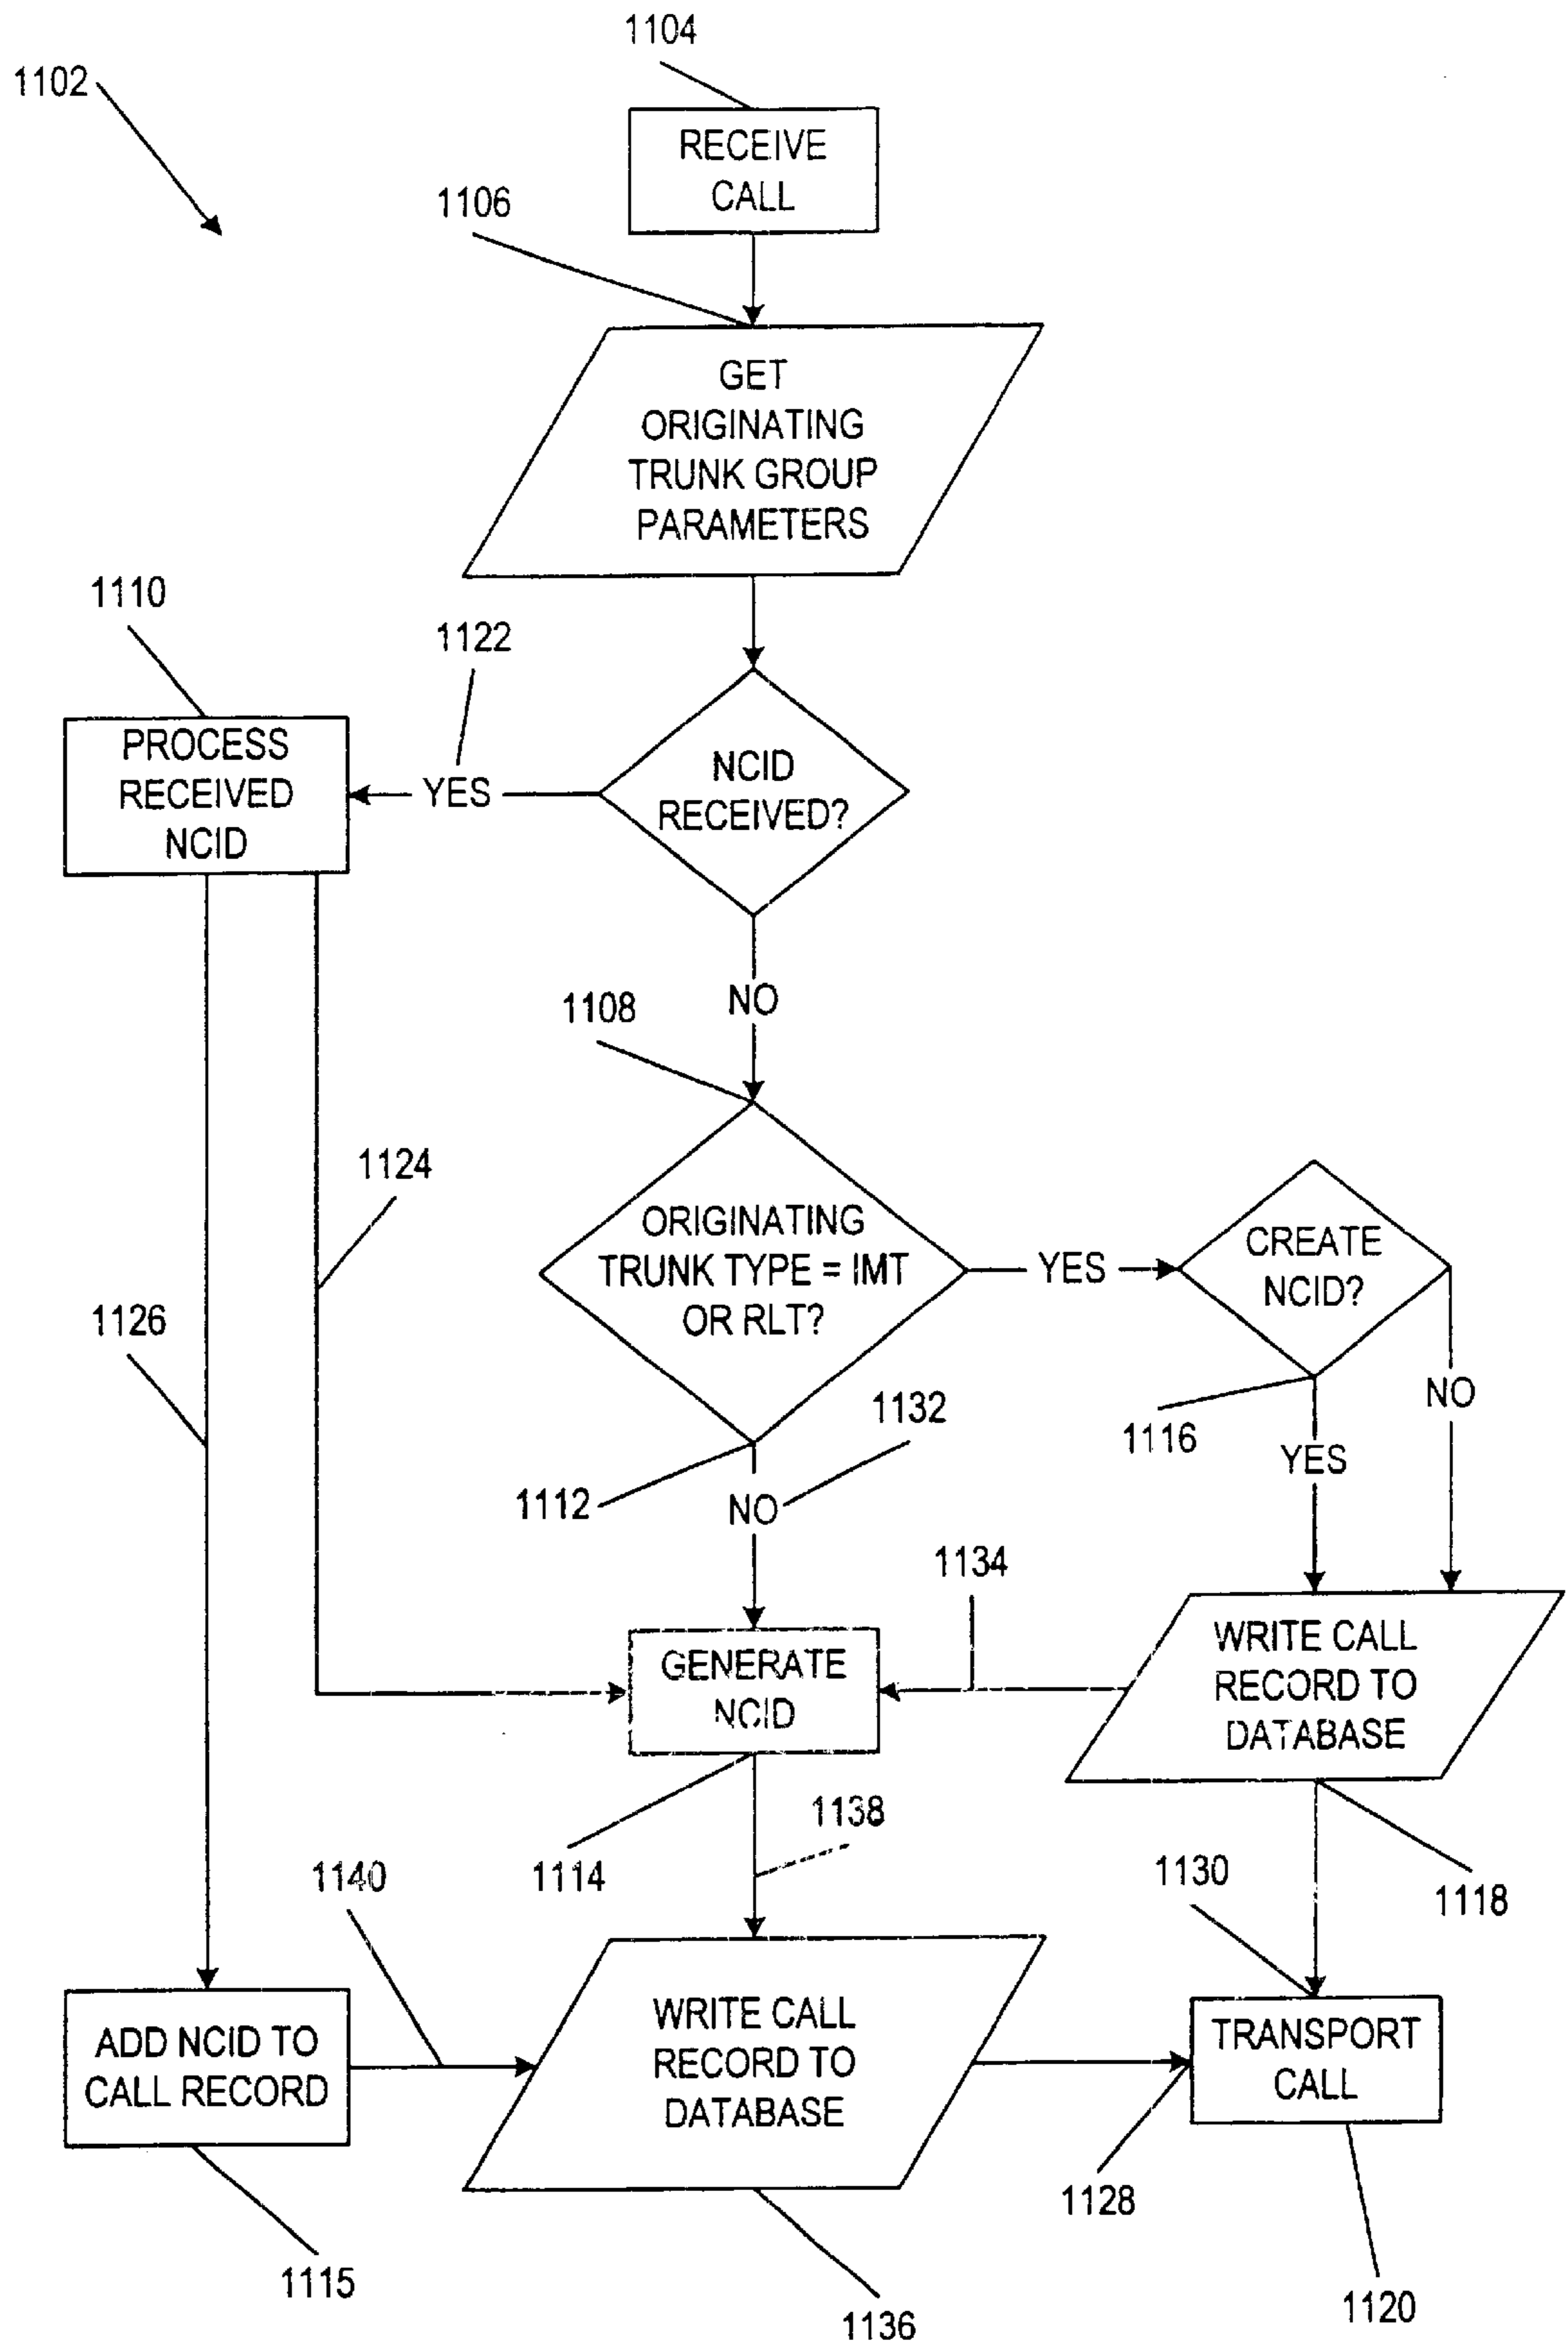 1104
1102
RECEIVE
CALL
1106
GET
ORIGINATING
TRUNK GROUP
PARAMETERS
1110
1122
PROCESS
RECEIVED
NCID
YES
NCID
RECEIVED?
NO
1108
1124
ORIGINATING
TRUNK TYPE = IMT
OR RLT?
YES
CREATE
NCID?
1126
NO
1132
1116
YES
1112
NO
1134
GENERATE
NCID
WRITE CALL
RECORD TO
DATABASE
1138
1114
1140
1130
1118
ADD NCID TO
CALL RECORD
WRITE CALL
RECORD TO
DATABASE
TRANSPORT
CALL
1128
1115
1136
1120